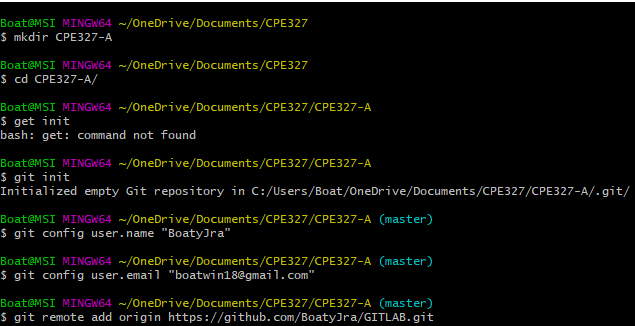 Boat@MSI MINGW64 ~/OneDrive/Documents/CPE327
$ mkdir CPE327-A
Boat@MSI MINGW64 ~/OneDrive/Documents/CPE327
$ cd CPE327-A/
Boat@MSI MINGW64 ~/OneDrive/Documents/CPE327/CPE327-A
$ get init
bash: get: command not found
Boat@MSI MINGW64 ~/OneDrive/Documents/CPE327/CPE327-A
$ git init
Initialized empty Git repository in C:/Users/Boat/OneDrive/Documents/CPE327/CPE327-A/.git/
Boat@MSI MINGW64 ~/OneDrive/Documents/CPE327/CPE327-A (master)
$ git config user.name "BoatyJra"
Boat@MSI MINGW64 ~/OneDrive/Documents/CPE327/CPE327-A (master)
$ git config user.email "boatwin18@gmail.com"
Boat@MSI MINGW64 ~/OneDrive/Documents/CPE327/CPE327-A (master)
$ git remote add origin https://github.com/BoatyJra/GITLAB.git